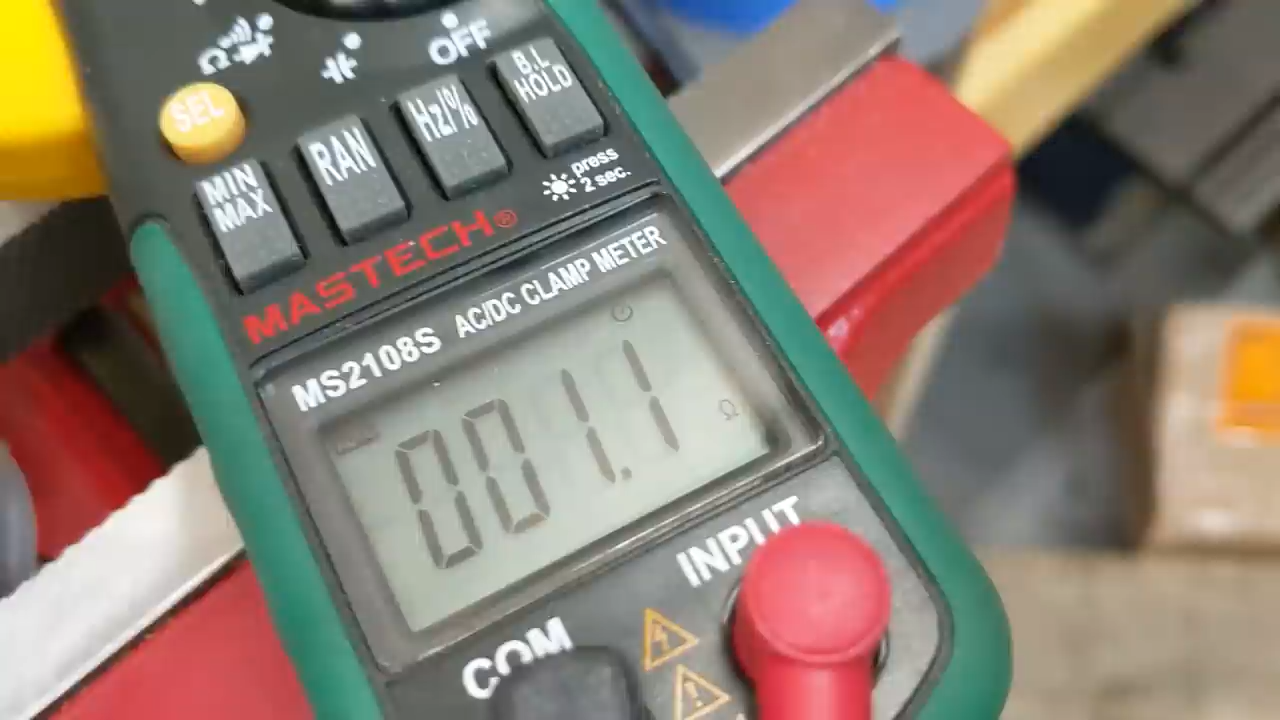 Ω
OFF
SEL
MIN
MAX
RAN
Hz/%
B.L
HOLD
press
2 sec.
MASTECH®
MS2108S AC/DC CLAMP METER
001.1 Ω
INPUT
COM